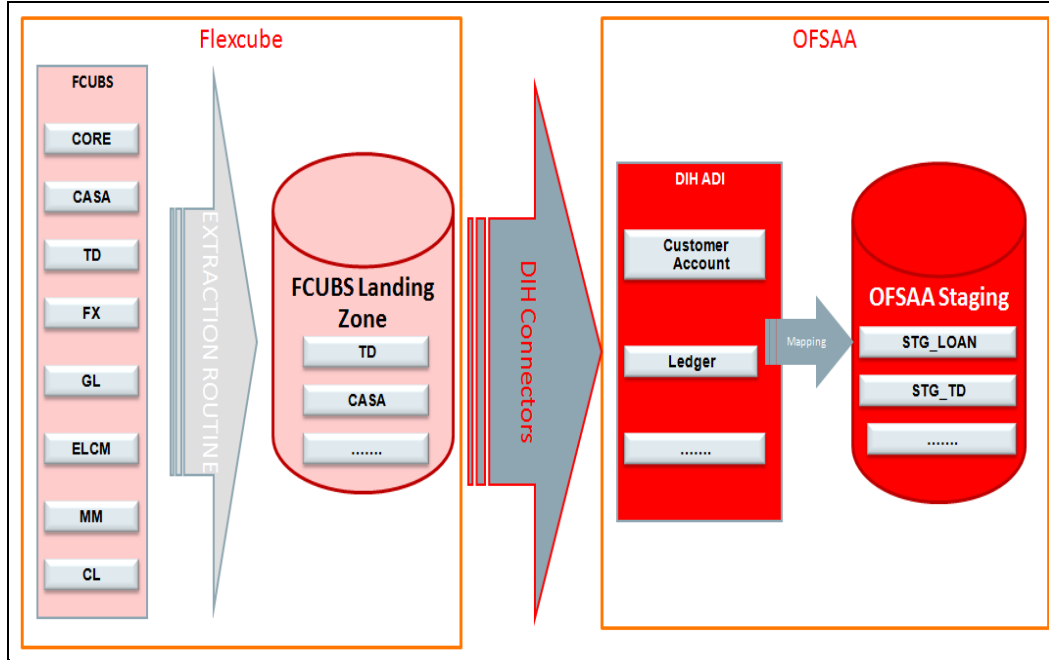 Flexcube
FCUBS
CORE
CASA
TD
FX
GL
ELCM
MM
CL
EXTRACTION ROUTINE
FCUBS Landing
Zone
TD
CASA
.......
DIH Connectors
OFSAA
DIH ADI
Customer
Account
Ledger
.......
Mapping
OFSAA Staging
STG_LOAN
STG_TD
.......